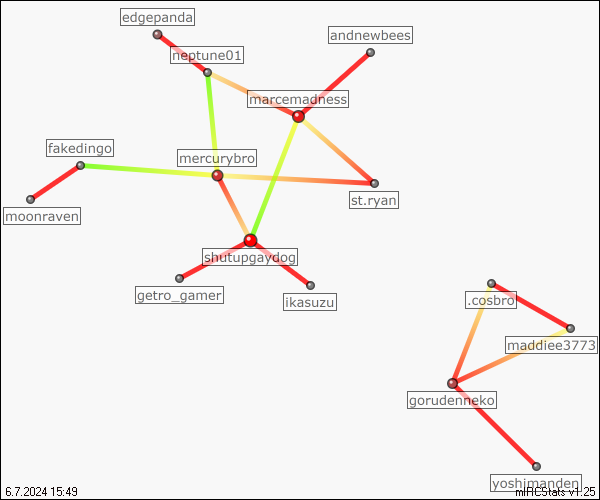 edgepanda
andnewbees
neptune01
marcemadness
fakedingo
mercurybro
moonraven
st.ryan
shutupgaydog
getro_gamer
ikasuzu
.cosbro
maddiee3773
gorudenneko
yoshimanden
6.7.2024 15:49
mIRCStats v1.25